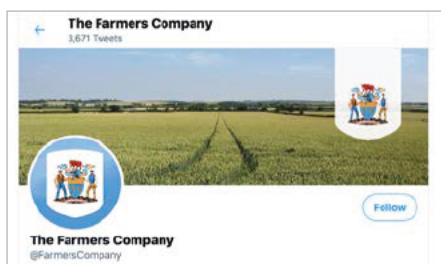 The Farmers Company
3,671 Tweets
Follow
The Farmers Company
@FarmersCompany